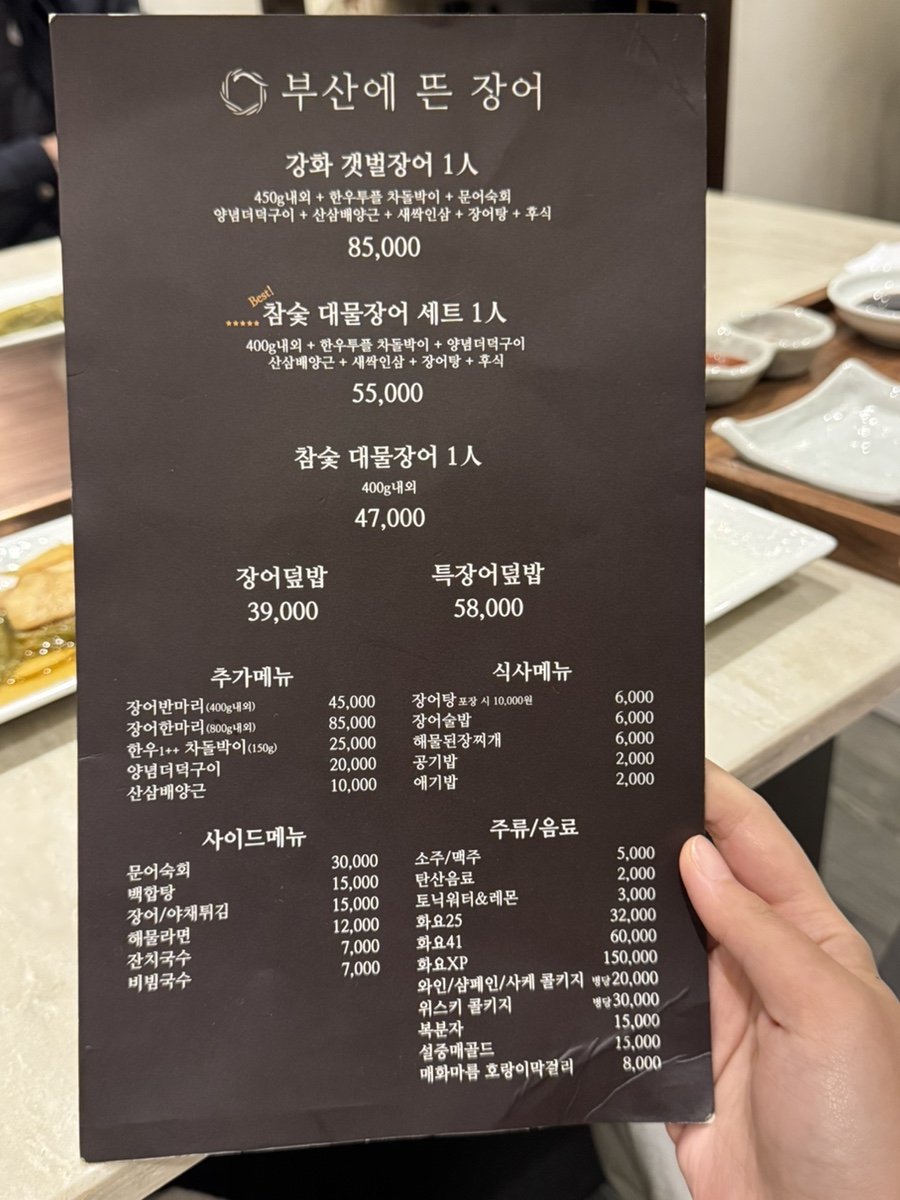 부산에 뜬 장어
강화 갯벌장어 1人
450g내외 + 한우투플 차돌박이 + 문어숙회
양념더덕구이 + 산삼배양근 + 새싹인삼 + 장어탕 + 후식
85,000
Best!
★★★★★ 참숯 대물장어 세트 1人
400g내외 + 한우투플 차돌박이 + 양념더덕구이
산삼배양근 + 새싹인삼 + 장어탕 + 후식
55,000
참숯 대물장어 1人
400g내외
47,000
장어덮밥
39,000
특장어덮밥
58,000
추가메뉴
장어반마리(400g내외) 45,000
장어한마리(800g내외) 85,000
한우1++ 차돌박이(150g) 25,000
양념더덕구이 20,000
산삼배양근 10,000
식사메뉴
장어탕 포장 시 10,000원 6,000
장어술밥 6,000
해물된장찌개 6,000
공기밥 2,000
애기밥 2,000
사이드메뉴
문어숙회 30,000
백합탕 15,000
장어/야채튀김 15,000
해물라면 12,000
잔치국수 7,000
비빔국수 7,000
주류/음료
소주/맥주 5,000
탄산음료 2,000
토닉워터&레몬 3,000
화요25 32,000
화요41 60,000
화요XP 150,000
와인/샴페인/사케 콜키지 병당20,000
위스키 콜키지 병당30,000
복분자 15,000
설중매골드 15,000
매화마름 호랑이막걸리 8,000